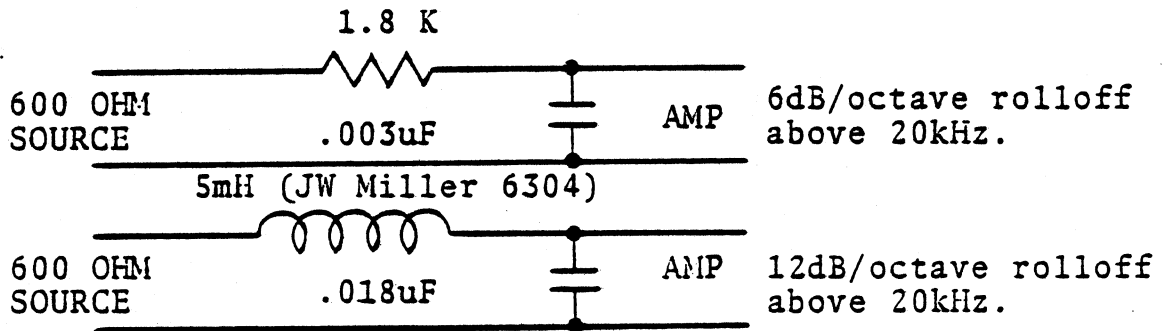 1.8 K
600 OHM
SOURCE
.003uF
AMP
6dB/octave rolloff
above 20kHz.
5mH (JW Miller 6304)
600 OHM
SOURCE
.018uF
AMP
12dB/octave rolloff
above 20kHz.